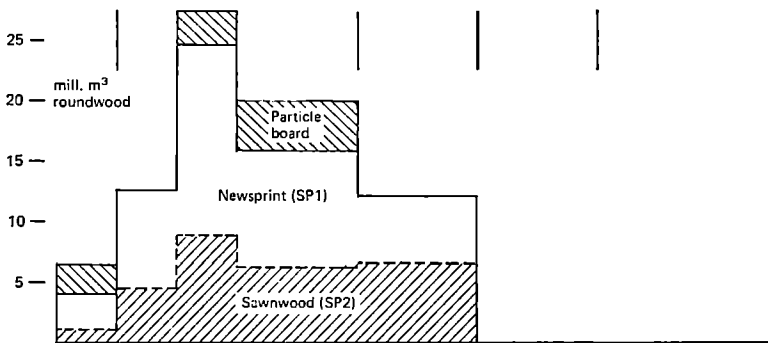 25
mill. m³
roundwood
20
Particle
board
15
Newsprint (SP1)
10
5
Sawnwood (SP2)